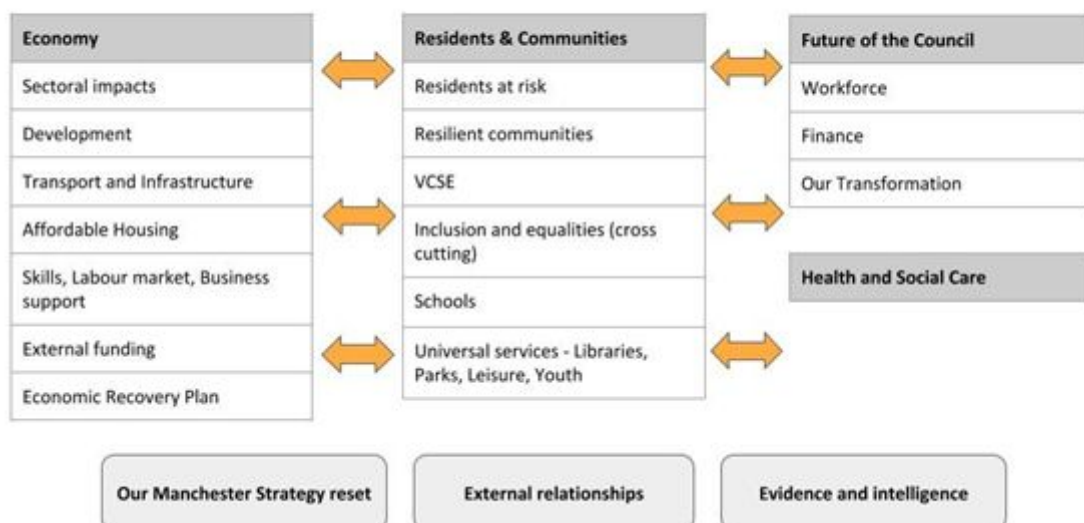 Economy
Sectoral impacts
Development
Transport and Infrastructure
Affordable Housing
Skills, Labour market, Business
support
External funding
Economic Recovery Plan
Residents & Communities
Residents at risk
Resilient communities
VCSE
Inclusion and equalities (cross
cutting)
Schools
Universal services - Libraries,
Parks, Leisure, Youth
Future of the Council
Workforce
Finance
Our Transformation
Health and Social Care
Our Manchester Strategy reset
External relationships
Evidence and intelligence